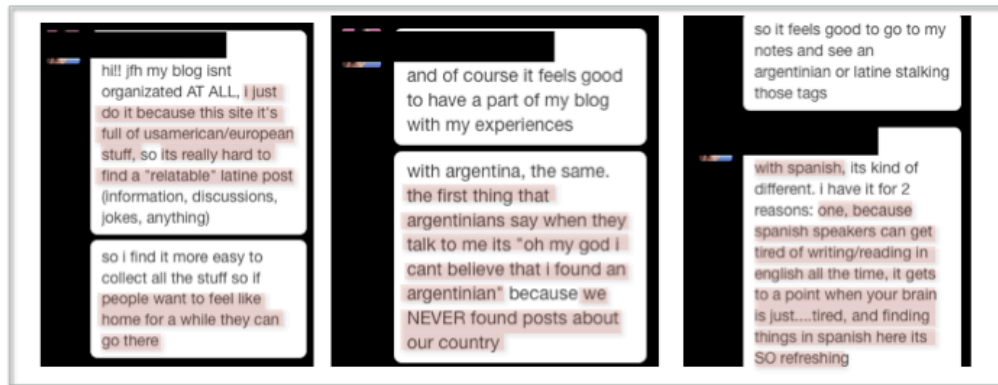 hi!! jfh my blog isnt
organizated AT ALL, i just
do it because this site it's
full of usamerican/european
stuff, so its really hard to
find a "relatable" latine post
(information, discussions,
jokes, anything)
so i find it more easy to
collect all the stuff so if
people want to feel like
home for a while they can
go there
and of course it feels good
to have a part of my blog
with my experiences
with argentina, the same.
the first thing that
argentinians say when they
talk to me its "oh my god i
cant believe that i found an
argentinian" because we
NEVER found posts about
our country
so it feels good to go to my
notes and see an
argentinian or latine stalking
those tags
with spanish, its kind of
different. i have it for 2
reasons: one, because
spanish speakers can get
tired of writing/reading in
english all the time, it gets
to a point when your brain
is just....tired, and finding
things in spanish here its
SO refreshing